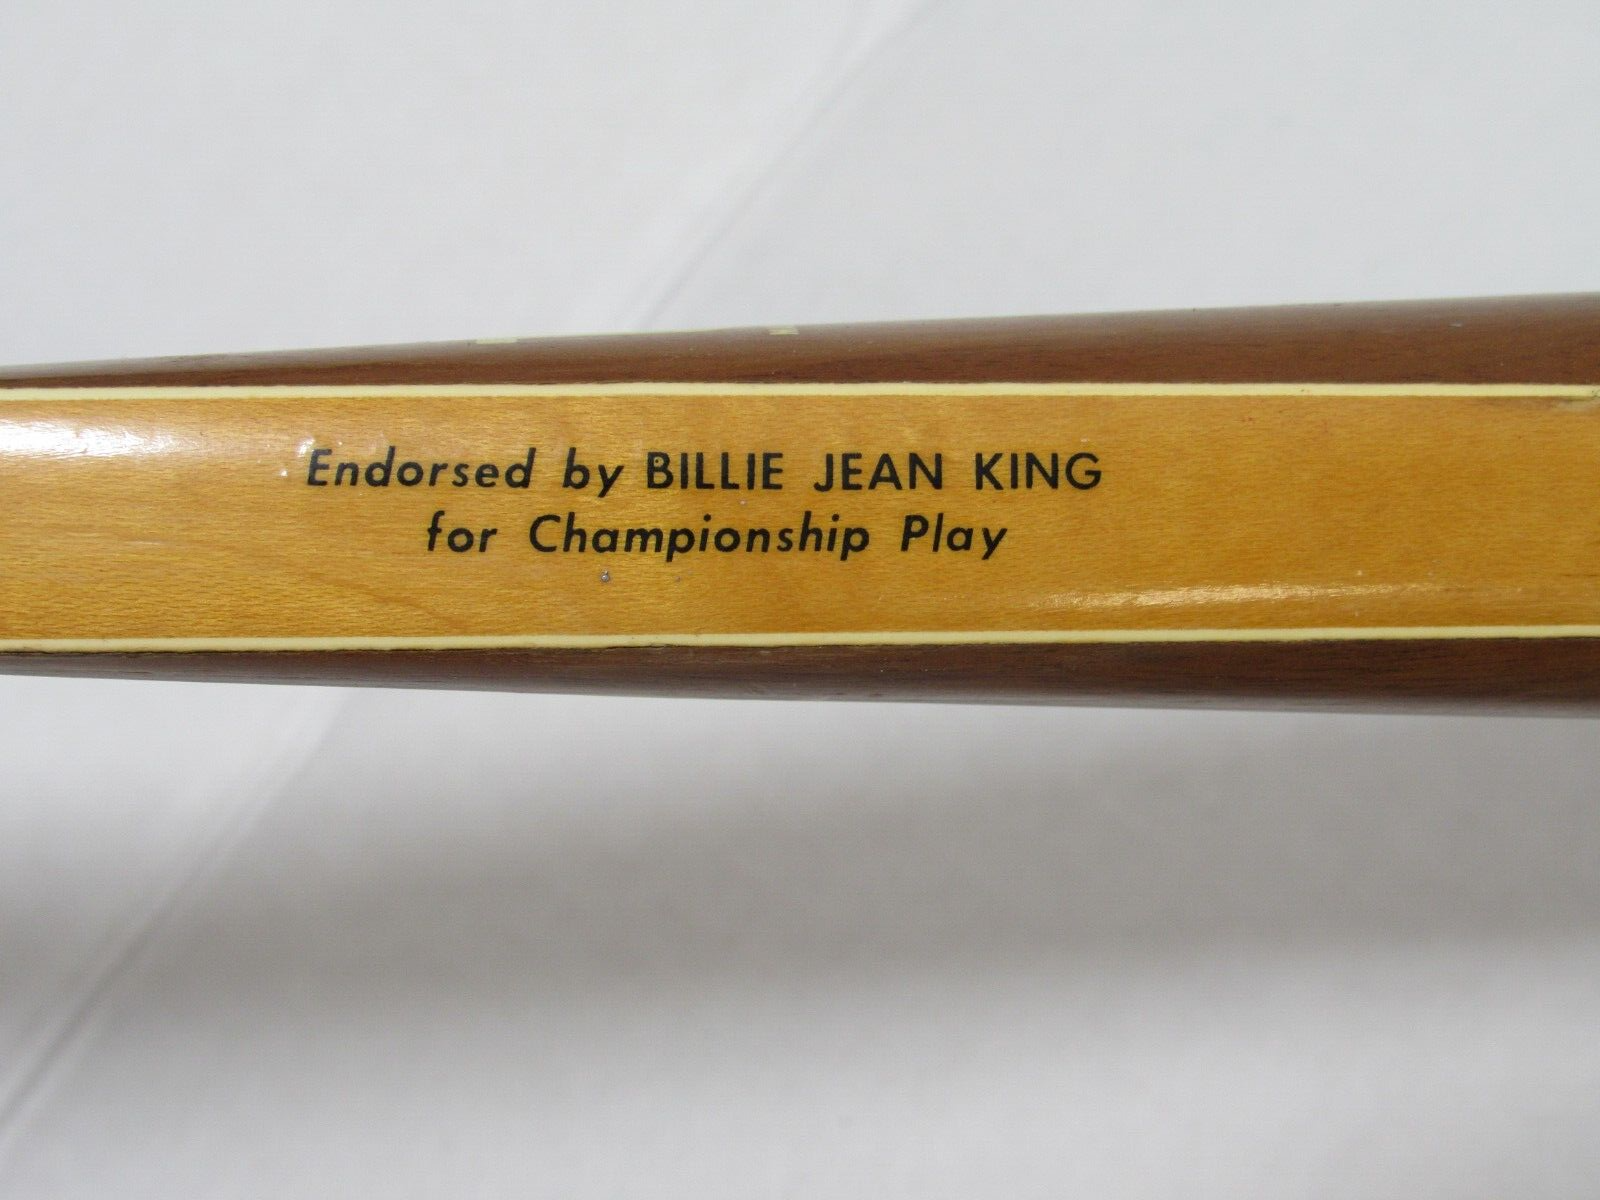 Endorsed by BILLIE JEAN KING
for Championship Play